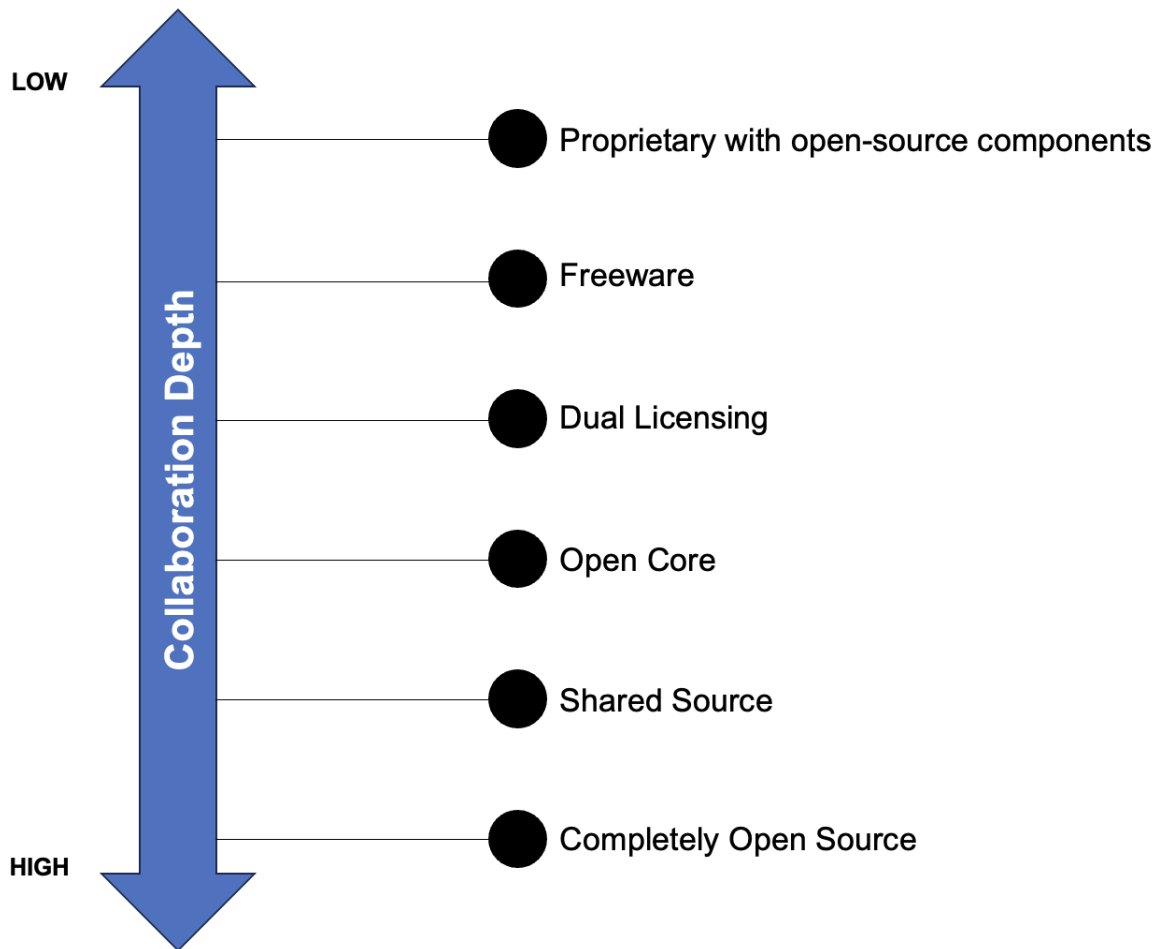 LOW
Proprietary with open-source components
Freeware
Dual Licensing
Collaboration Depth
Open Core
Shared Source
Completely Open Source
HIGH